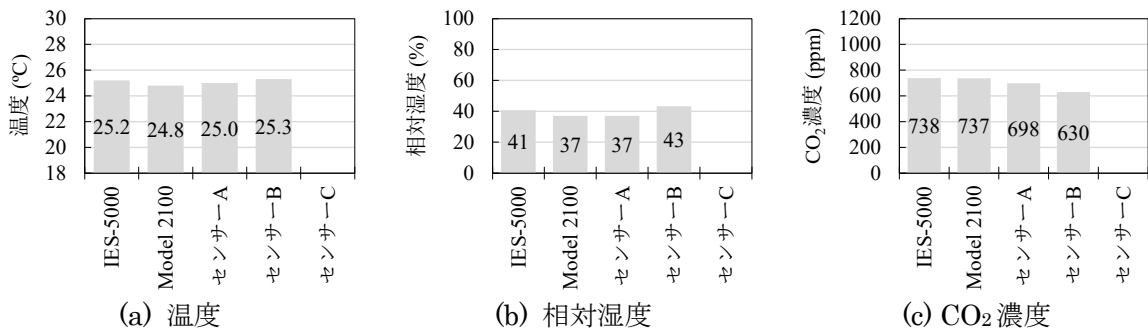 温度 (ºC)
30
28
26
24
22
20
18
25.2
24.8
25.0
25.3
IES-5000
Model 2100
センサーA
センサーB
センサーC
(a) 温度
相対湿度 (%)
100
80
60
40
20
0
41
37
37
43
IES-5000
Model 2100
センサーA
センサーB
センサーC
(b) 相対湿度
CO₂濃度 (ppm)
1200
1000
800
600
400
200
0
738
737
698
630
IES-5000
Model 2100
センサーA
センサーB
センサーC
(c) CO₂ 濃度